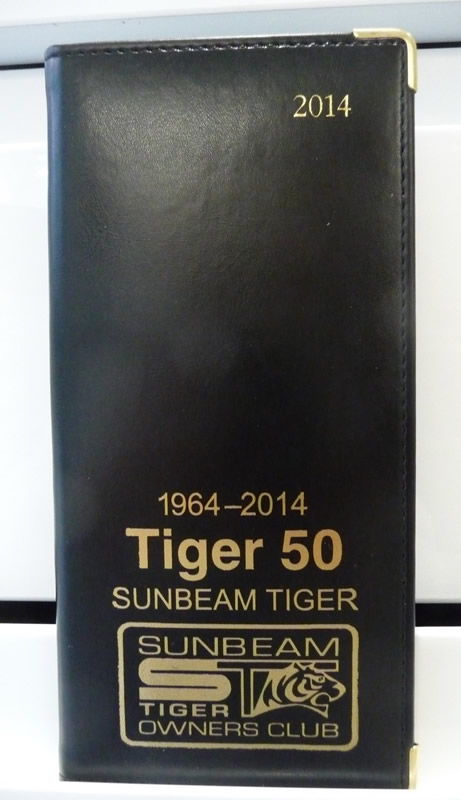 2014
1964–2014
Tiger 50
SUNBEAM TIGER
SUNBEAM
ST
TIGER
OWNERS CLUB